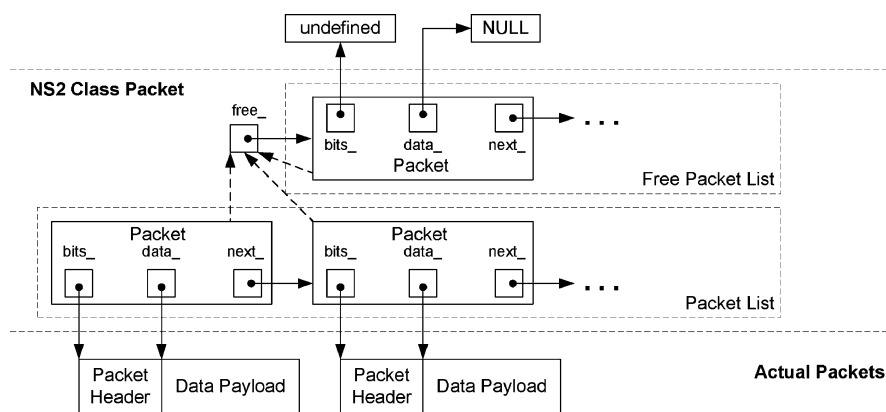 undefined
NULL
NS2 Class Packet
free_
bits_ data_ next_
Packet
. . .
Free Packet List
Packet
bits_ data_ next_
Packet
bits_ data_ next_
. . .
Packet List
Packet
Header
Data Payload
Packet
Header
Data Payload
Actual Packets